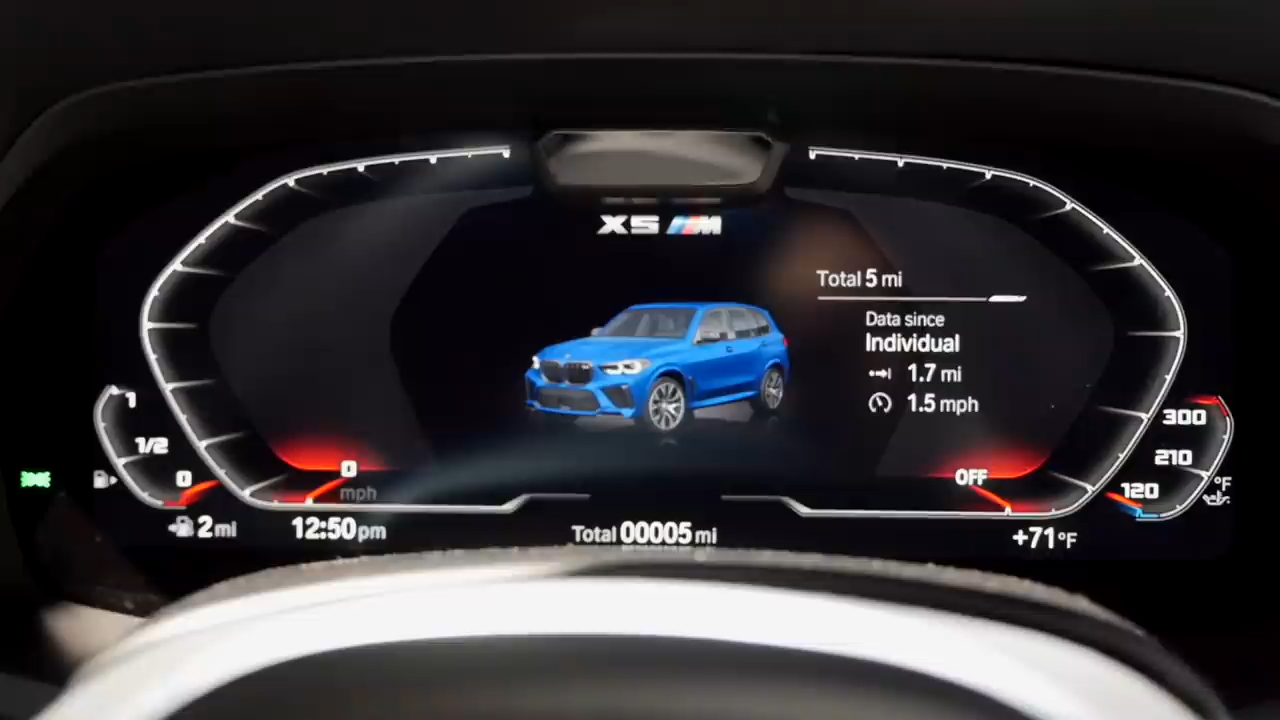 X5 M
Total 5 mi
Data since
Individual
1.7 mi
1.5 mph
1
1/2
0
0
mph
OFF
300
210
120
°F
2 mi
12:50 pm
Total 00005 mi
+71°F